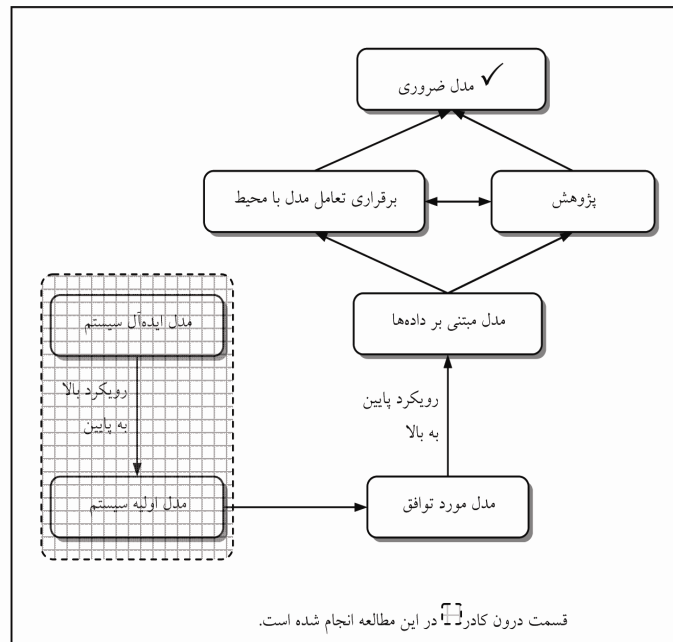 ✓ مدل ضروری
پژوهش
برقراری تعامل مدل با محیط
مدل مبتنی بر داده‌ها
مدل ایده‌آل سیستم
رویکرد بالا
به پایین
رویکرد پایین
به بالا
مدل مورد توافق
مدل اولیه سیستم
قسمت درون کادر در این مطالعه انجام شده است.